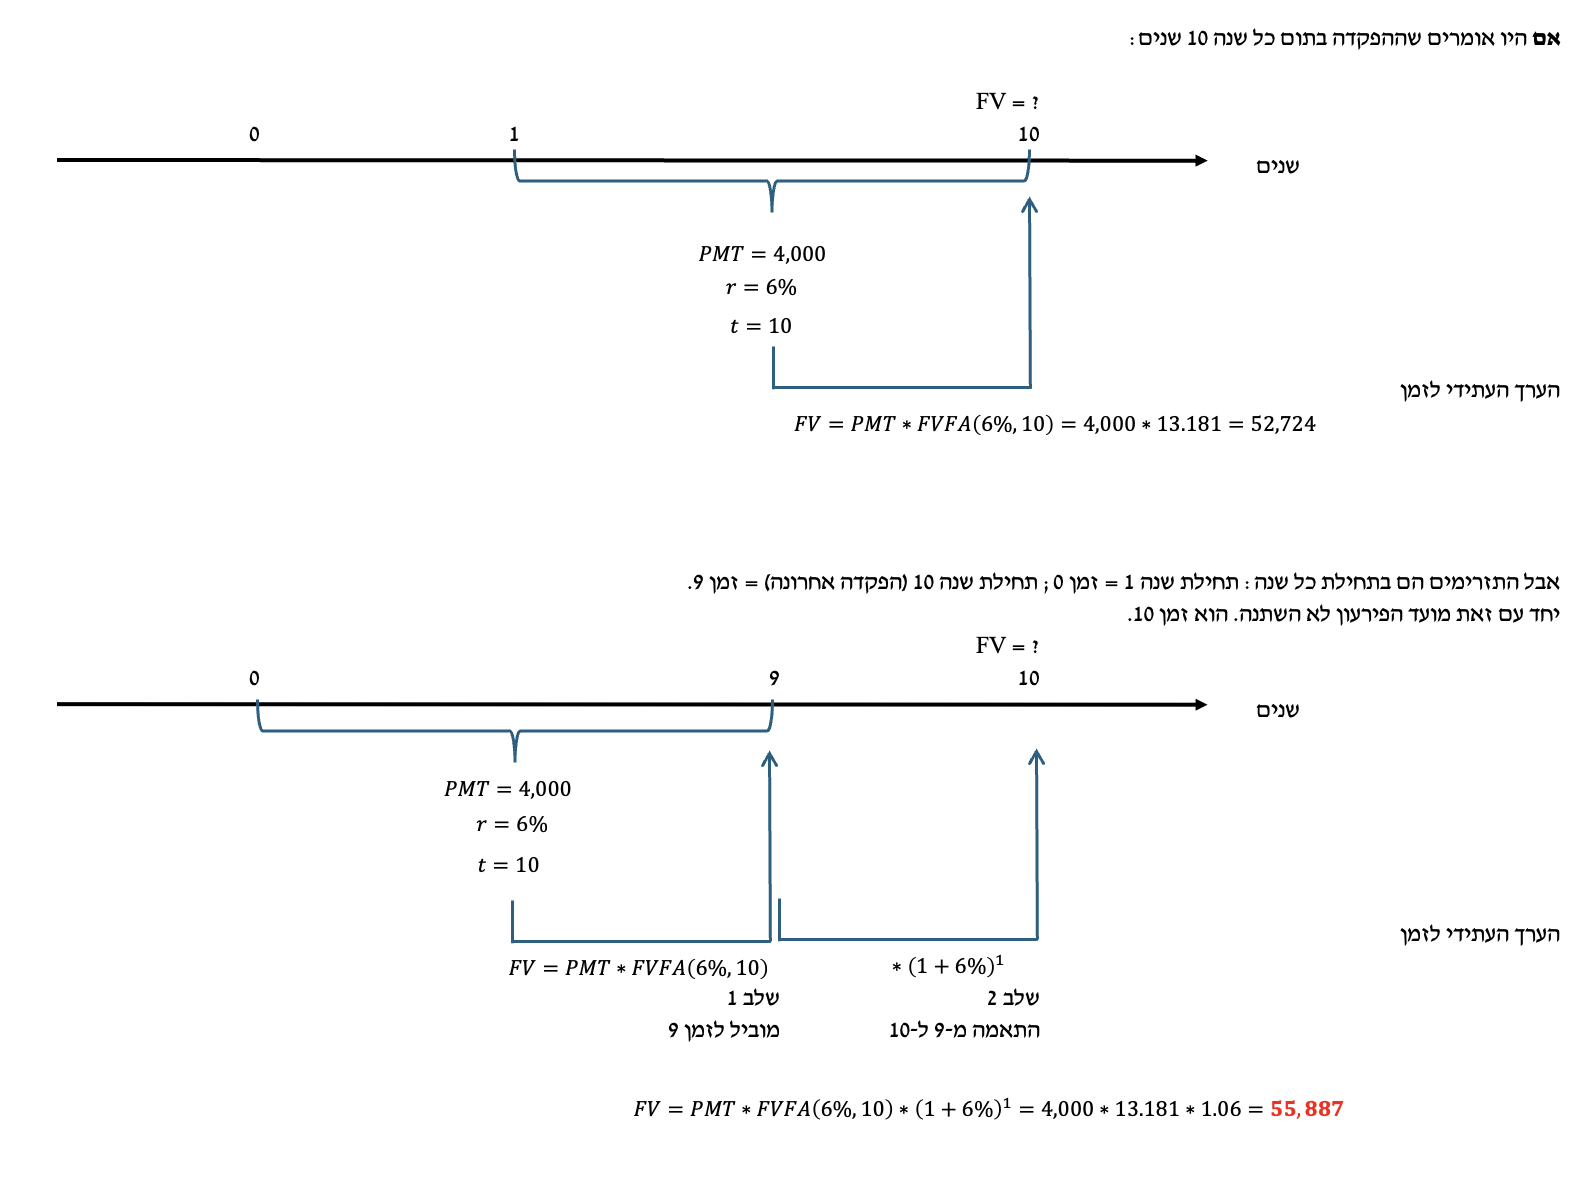 אם היו אומרים שההפקדה בתום כל שנה 10 שנים:
FV = ?
0 1 10
שנים
PMT = 4,000
r = 6%
t = 10
הערך העתידי לזמן
FV = PMT * FVFA(6%, 10) = 4,000 * 13.181 = 52,724
אבל התזרימים הם בתחילת כל שנה: תחילת שנה 1 = זמן 0; תחילת שנה 10 (הפקדה אחרונה) = זמן 9.
יחד עם זאת מועד הפירעון לא השתנה. הוא זמן 10.
FV = ?
0 9 10
שנים
PMT = 4,000
r = 6%
t = 10
הערך העתידי לזמן
FV = PMT * FVFA(6%, 10) * (1 + 6%)¹
שלב 1 שלב 2
מוביל לזמן 9 התאמה מ-9 ל-10
FV = PMT * FVFA(6%, 10) * (1 + 6%)¹ = 4,000 * 13.181 * 1.06 = 55,887